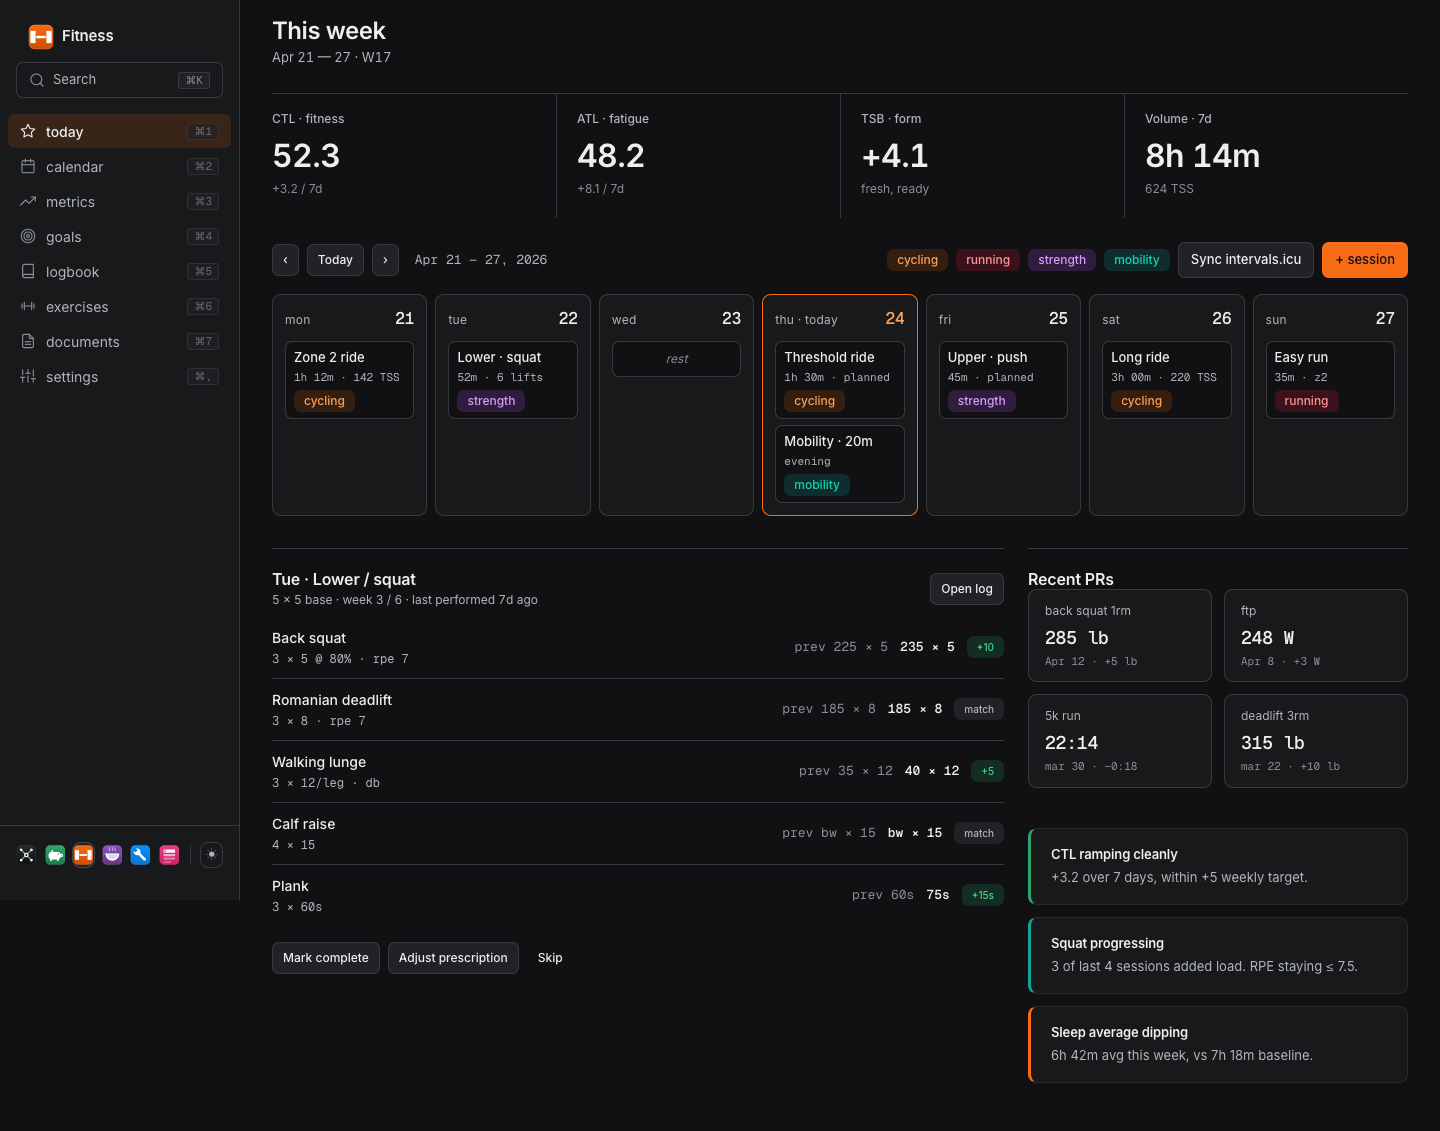 Fitness
Search ⌘K
today ⌘1
calendar ⌘2
metrics ⌘3
goals ⌘4
logbook ⌘5
exercises ⌘6
documents ⌘7
settings ⌘,
This week
Apr 21 — 27 · W17
CTL · fitness
52.3
+3.2 / 7d
ATL · fatigue
48.2
+8.1 / 7d
TSB · form
+4.1
fresh, ready
Volume · 7d
8h 14m
624 TSS
‹ Today › Apr 21 – 27, 2026
cycling running strength mobility Sync intervals.icu + session
mon 21
Zone 2 ride
1h 12m · 142 TSS
cycling
tue 22
Lower · squat
52m · 6 lifts
strength
wed 23
rest
thu · today 24
Threshold ride
1h 30m · planned
cycling
Mobility · 20m
evening
mobility
fri 25
Upper · push
45m · planned
strength
sat 26
Long ride
3h 00m · 220 TSS
cycling
sun 27
Easy run
35m · z2
running
Tue · Lower / squat
5 × 5 base · week 3 / 6 · last performed 7d ago
Open log
Back squat
3 × 5 @ 80% · rpe 7
prev 225 × 5 235 × 5 +10
Romanian deadlift
3 × 8 · rpe 7
prev 185 × 8 185 × 8 match
Walking lunge
3 × 12/leg · db
prev 35 × 12 40 × 12 +5
Calf raise
4 × 15
prev bw × 15 bw × 15 match
Plank
3 × 60s
prev 60s 75s +15s
Mark complete Adjust prescription Skip
Recent PRs
back squat 1rm
285 lb
Apr 12 · +5 lb
ftp
248 W
Apr 8 · +3 W
5k run
22:14
mar 30 · −0:18
deadlift 3rm
315 lb
mar 22 · +10 lb
CTL ramping cleanly
+3.2 over 7 days, within +5 weekly target.
Squat progressing
3 of last 4 sessions added load. RPE staying ≤ 7.5.
Sleep average dipping
6h 42m avg this week, vs 7h 18m baseline.